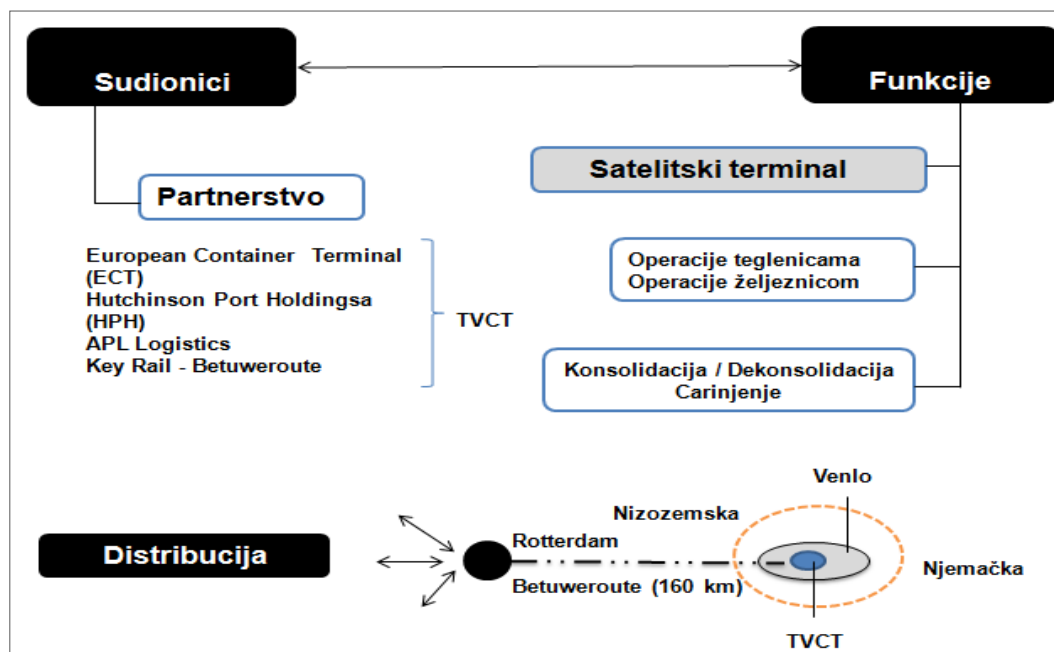 Sudionici
Funkcije
Satelitski terminal
Partnerstvo
European Container Terminal
(ECT)
Hutchinson Port Holdingsa
(HPH)
APL Logistics
Key Rail - Betuweroute
TVCT
Operacije teglenicama
Operacije željeznicom
Konsolidacija / Dekonsolidacija
Carinjenje
Venlo
Nizozemska
Distribucija
Rotterdam
Betuweroute (160 km)
Njemačka
TVCT